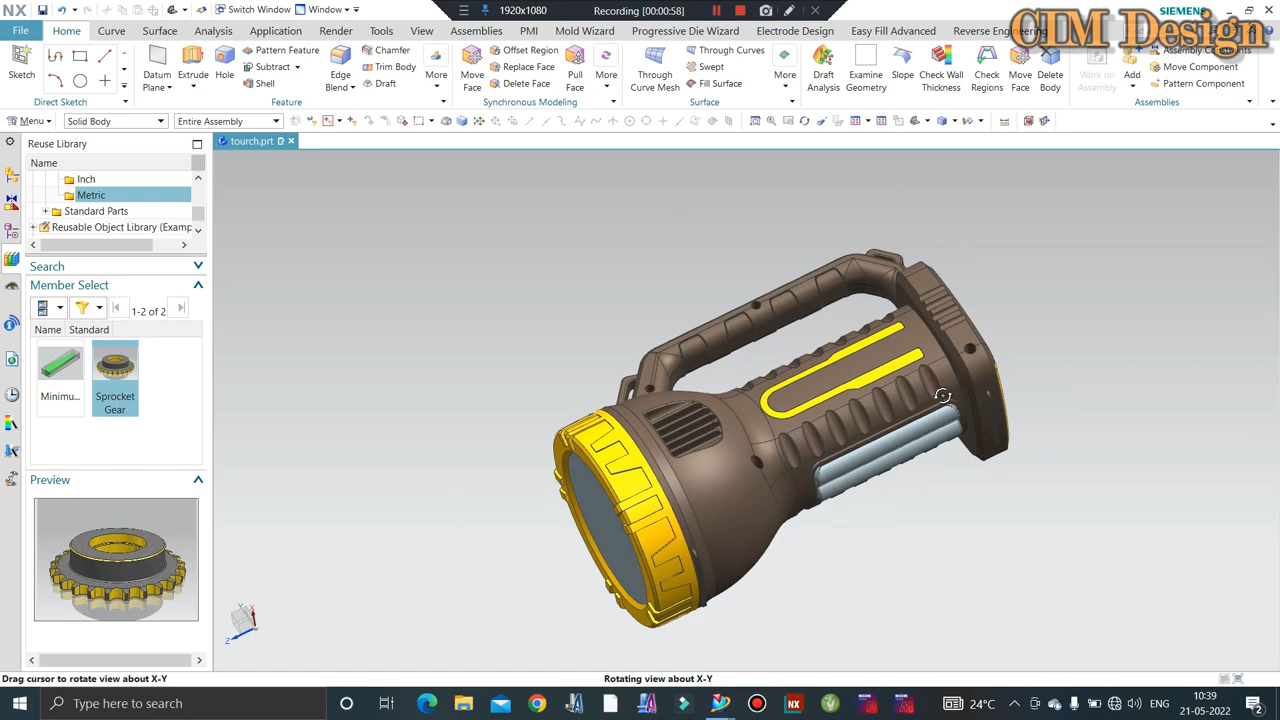 NX
Switch Window
Window
1920x1080
Recording [00:00:58]
SIEMENS
CIM Design
File
Home
Curve
Surface
Analysis
Application
Render
Tools
View
Assemblies
PMI
Mold Wizard
Progressive Die Wizard
Electrode Design
Easy Fill Advanced
Reverse Engineering
Sketch
Datum Plane
Extrude
Hole
Pattern Feature
Subtract
Shell
Edge Blend
Chamfer
Trim Body
Draft
More
Move Face
Offset Region
Replace Face
Delete Face
Pull Face
More
Through Curve Mesh
Through Curves
Swept
Fill Surface
More
Draft Analysis
Examine Geometry
Slope
Check Wall Thickness
Check Regions
Move Face
Delete Body
Work on Assembly
Add
Assembly Constraints
Move Component
Pattern Component
Direct Sketch
Feature
Synchronous Modeling
Surface
Assemblies
Menu
Solid Body
Entire Assembly
Reuse Library
tourch.prt
Name
Inch
Metric
Standard Parts
Reusable Object Library (Examp
Search
Member Select
1-2 of 2
Name
Standard
Minimu...
Sprocket Gear
Preview
Z
Drag cursor to rotate view about X-Y
Rotating view about X-Y
Type here to search
24°C
ENG
10:39
21-05-2022
2